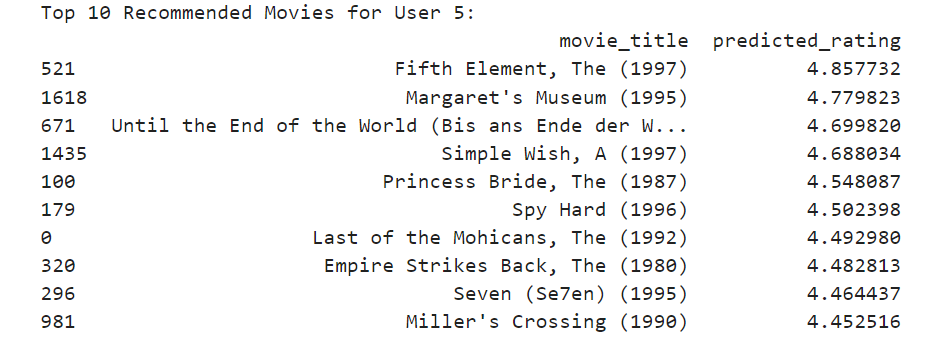 Top 10 Recommended Movies for User 5:
movie_title predicted_rating
521 Fifth Element, The (1997) 4.857732
1618 Margaret's Museum (1995) 4.779823
671 Until the End of the World (Bis ans Ende der W... 4.699820
1435 Simple Wish, A (1997) 4.688034
100 Princess Bride, The (1987) 4.548087
179 Spy Hard (1996) 4.502398
0 Last of the Mohicans, The (1992) 4.492980
320 Empire Strikes Back, The (1980) 4.482813
296 Seven (Se7en) (1995) 4.464437
981 Miller's Crossing (1990) 4.452516